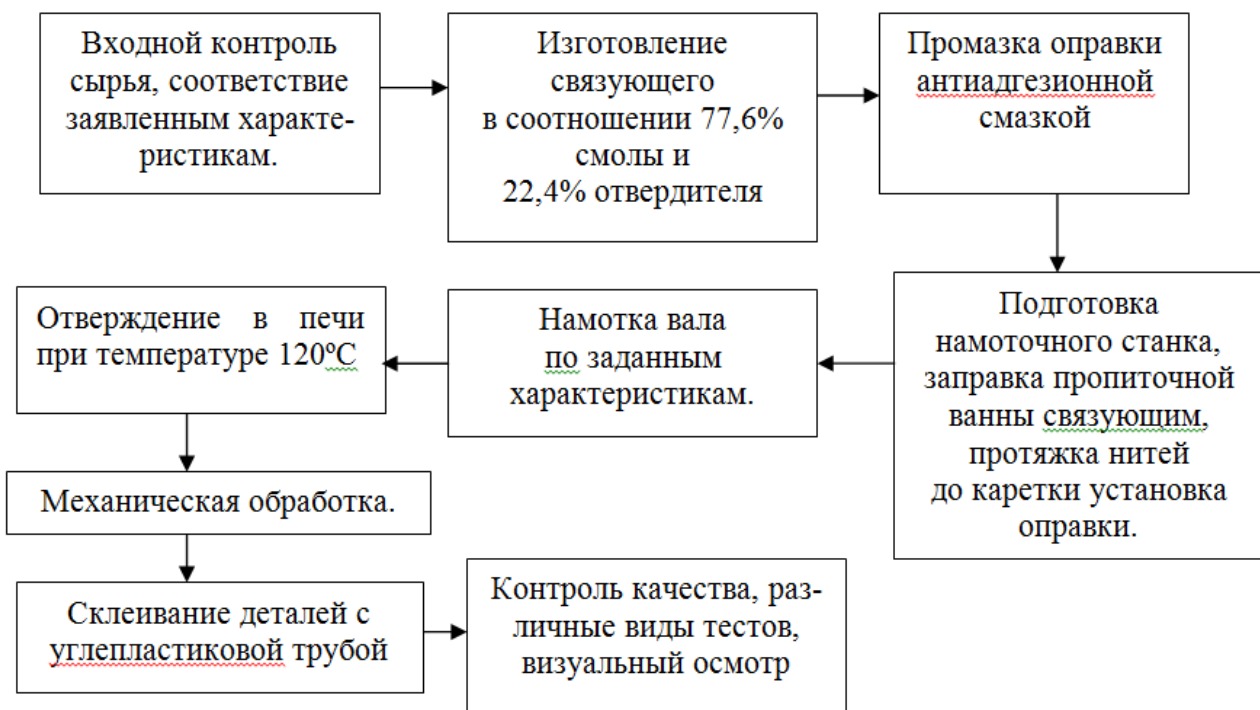 Входной контроль
сырья, соответствие
заявленным характе-
ристикам.
Изготовление
связующего
в соотношении 77,6%
смолы и
22,4% отвердителя
Промазка оправки
антиадгезионной
смазкой
Подготовка
намоточного станка,
заправка пропиточной
ванны связующим,
протяжка нитей
до каретки установка
оправки.
Намотка вала
по заданным
характеристикам.
Отверждение в печи
при температуре 120ºС
Механическая обработка.
Склеивание деталей с
углепластиковой трубой
Контроль качества, раз-
личные виды тестов,
визуальный осмотр